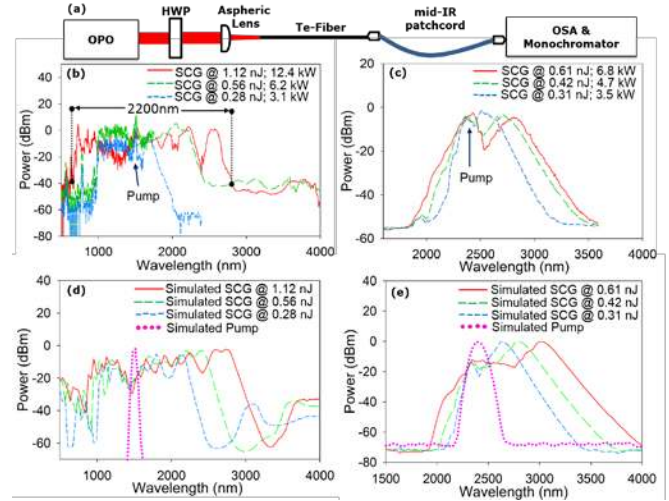 (a)
HWP
Aspheric
Lens
mid-IR
patchcord
OPO
Te-Fiber
OSA &
Monochromator
(b)
SCG @ 1.12 nJ; 12.4 kW
SCG @ 0.56 nJ; 6.2 kW
SCG @ 0.28 nJ; 3.1 kW
2200nm
Pump
Power (dBm)
40
20
0
-20
-40
-60
-80
1000
2000
3000
4000
Wavelength (nm)
(c)
SCG @ 0.61 nJ; 6.8 kW
SCG @ 0.42 nJ; 4.7 kW
SCG @ 0.31 nJ; 3.5 kW
Pump
Power (dBm)
40
20
0
-20
-40
-60
2000
2500
3000
3500
4000
Wavelength (nm)
(d)
Simulated SCG @ 1.12 nJ
Simulated SCG @ 0.56 nJ
Simulated SCG @ 0.28 nJ
Simulated Pump
Power (dBm)
40
20
0
-20
-40
-60
500
1000
2000
3000
4000
Wavelength (nm)
(e)
Simulated SCG @ 0.61 nJ
Simulated SCG @ 0.42 nJ
Simulated SCG @ 0.31 nJ
Simulated Pump
Power (dBm)
40
20
0
-20
-40
-60
-80
1500
2000
2500
3000
3500
4000
Wavelength (nm)